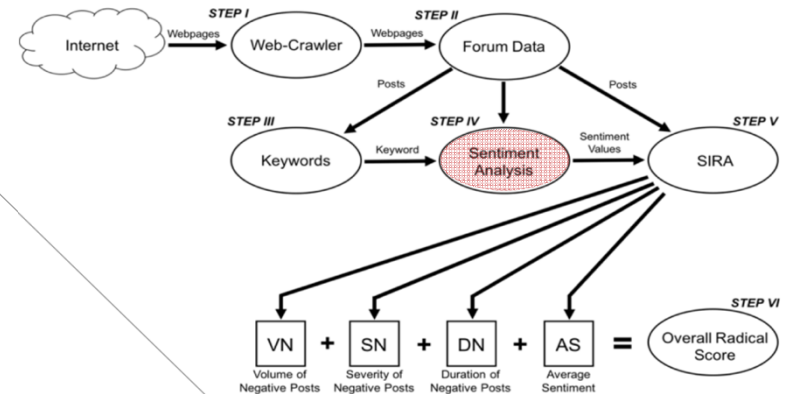 STEP I
STEP II
Internet
Webpages
Web-Crawler
Webpages
Forum Data
Posts
Posts
STEP III
STEP IV
STEP V
Keywords
Keyword
Sentiment
Analysis
Sentiment
Values
SIRA
STEP VI
VN + SN + DN + AS =
Overall Radical
Score
Volume of
Negative Posts
Severity of
Negative Posts
Duration of
Negative Posts
Average
Sentiment